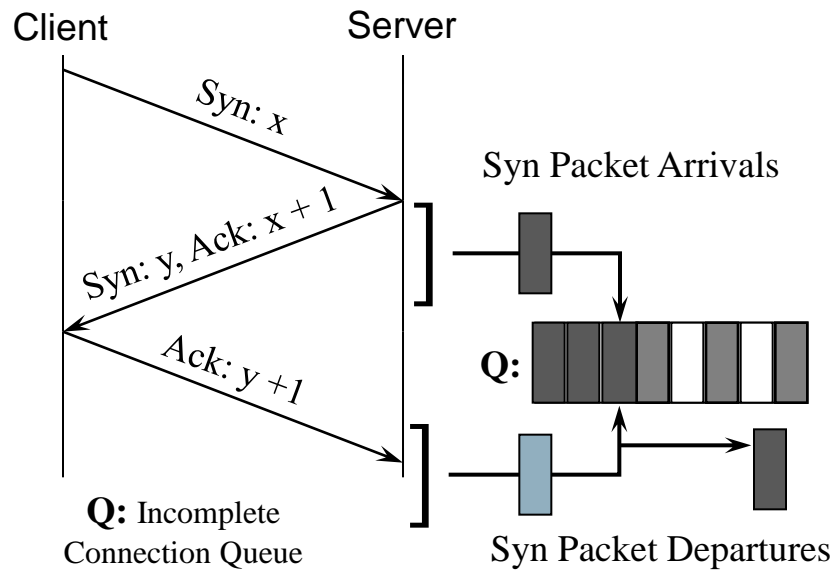 Client
Server
Syn: x
Syn Packet Arrivals
Syn: y, Ack: x + 1
Ack: y +1
Q:
Q: Incomplete
Connection Queue
Syn Packet Departures